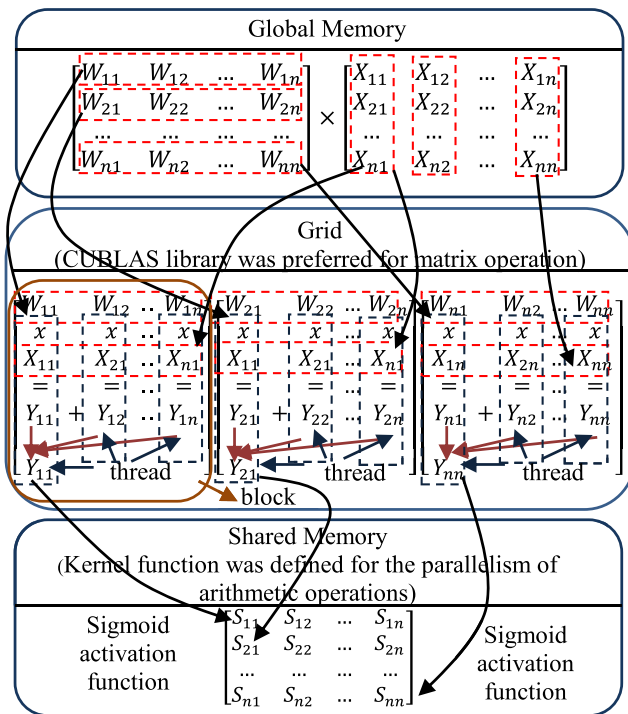 Global Memory
W₁₁ W₁₂ ... W₁ₙ × X₁₁ X₁₂ ... X₁ₙ
W₂₁ W₂₂ ... W₂ₙ X₂₁ X₂₂ ... X₂ₙ
... ... ... ... ... ... ... ...
Wₙ₁ Wₙ₂ ... Wₙₙ Xₙ₁ Xₙ₂ ... Xₙₙ
Grid
(CUBLAS library was preferred for matrix operation)
W₁₁ W₁₂ .. W₁ₙ W₂₁ W₂₂ ... W₂ₙ Wₙ₁ Wₙ₂ ... Wₙₙ
x x .. x x x ... x x x ... x
X₁₁ X₂₁ .. Xₙ₁ X₁₁ X₂₁ ... Xₙ₁ X₁ₙ X₂ₙ ... Xₙₙ
= = .. = = = ... = = = ... =
Y₁₁ + Y₁₂ .. Y₁ₙ Y₂₁ + Y₂₂ ... Y₂ₙ Yₙ₁ + Yₙ₂ ... Yₙₙ
Y₁₁ thread Y₂₁ thread Yₙₙ thread
block
Shared Memory
(Kernel function was defined for the parallelism of
arithmetic operations)
Sigmoid
activation
function
S₁₁ S₁₂ ... S₁ₙ
S₂₁ S₂₂ ... S₂ₙ
... ... ... ...
Sₙ₁ Sₙ₂ ... Sₙₙ
Sigmoid
activation
function